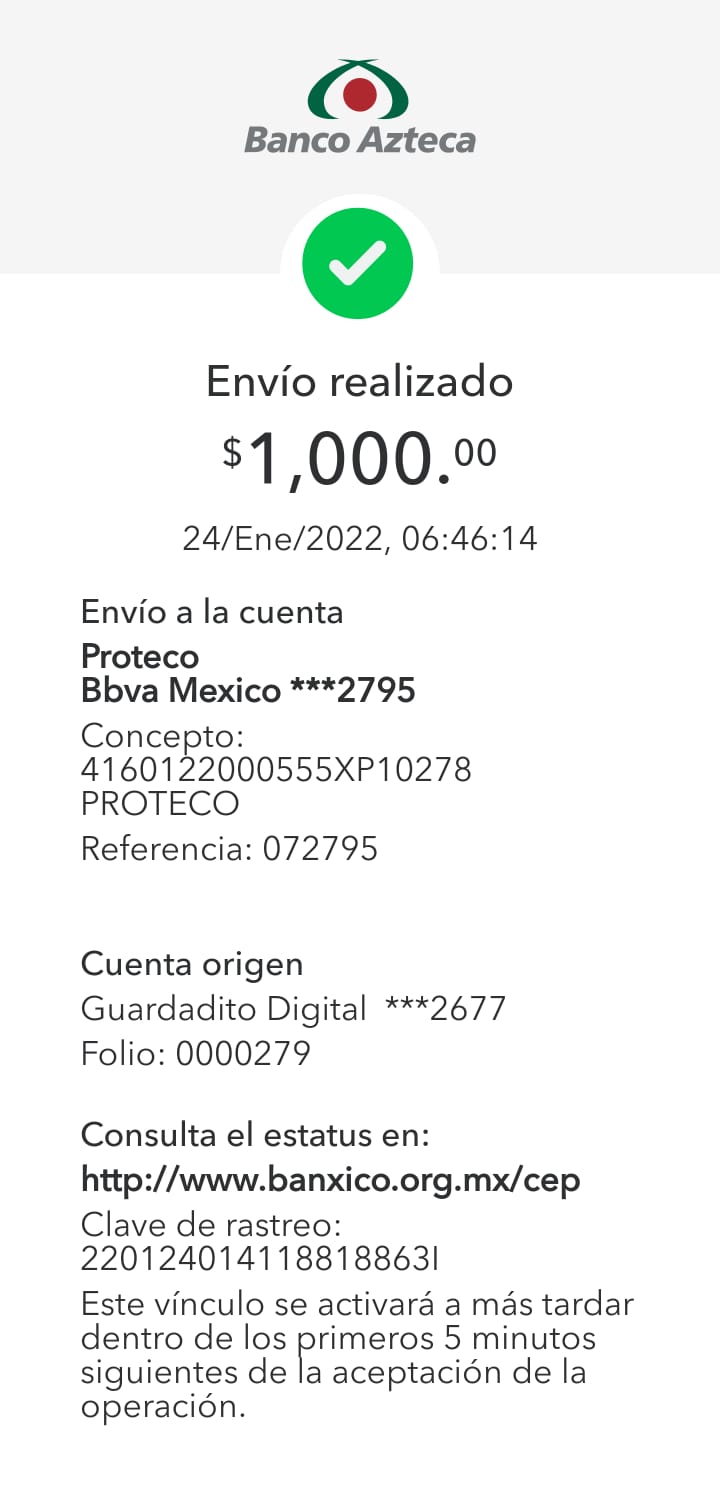 Banco Azteca
Envío realizado
$1,000.00
24/Ene/2022, 06:46:14
Envío a la cuenta
Proteco
Bbva Mexico ***2795
Concepto:
4160122000555XP10278
PROTECO
Referencia: 072795
Cuenta origen
Guardadito Digital ***2677
Folio: 0000279
Consulta el estatus en:
http://www.banxico.org.mx/cep
Clave de rastreo:
220124014118818863I
Este vínculo se activará a más tardar
dentro de los primeros 5 minutos
siguientes de la aceptación de la
operación.